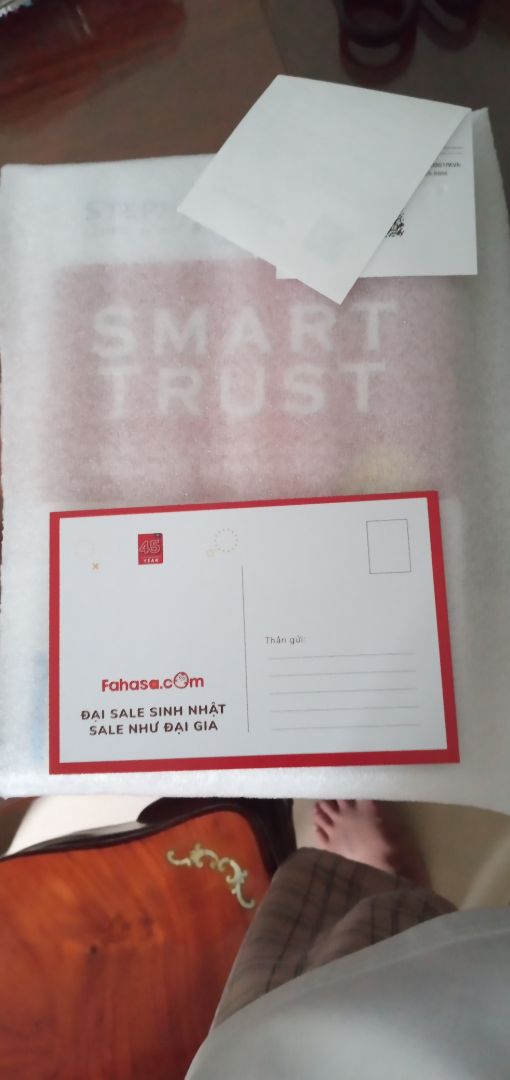 SMART
TRUST
45
YEAR
Thân gửi:
Fahasa.com
ĐẠI SALE SINH NHẬT
SALE NHƯ ĐẠI GIA